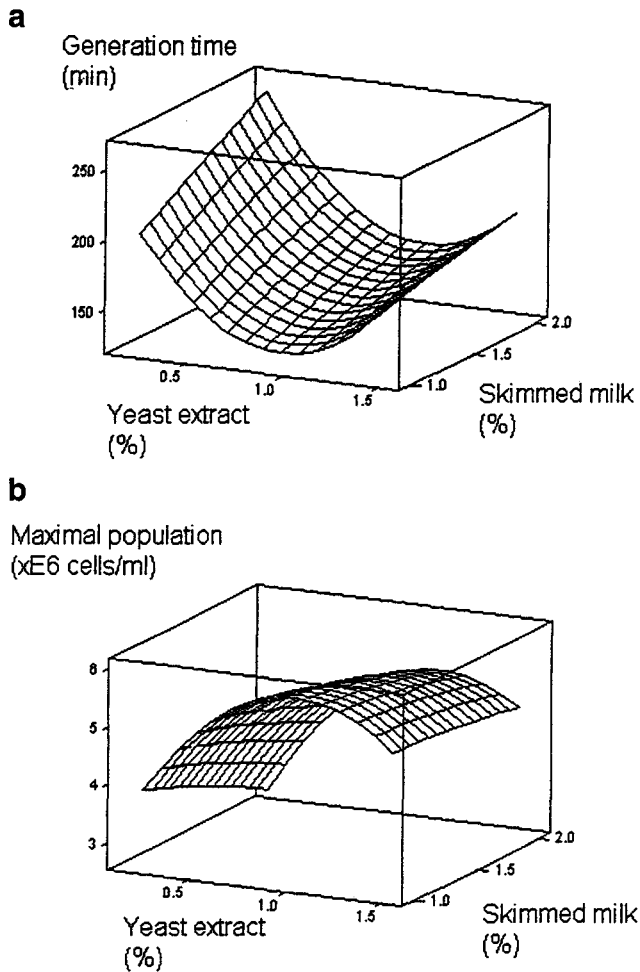 a
Generation time
(min)
250
200
150
0.5
1.0
1.5
1.0
1.5
2.0
Yeast extract
(%)
Skimmed milk
(%)
b
Maximal population
(xE6 cells/ml)
6
5
4
3
0.5
1.0
1.5
1.0
1.5
2.0
Yeast extract
(%)
Skimmed milk
(%)